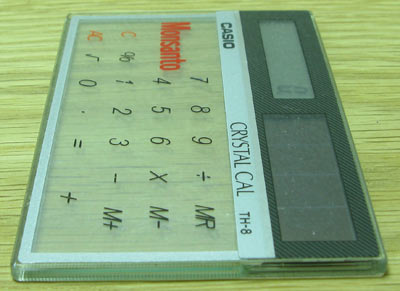 CASIO
CRYSTAL CAL TH-8
7 8 9 ÷ MR
Monsanto 4 5 6 × M-
C % 1 2 3 − M+
AC √ 0 · = +